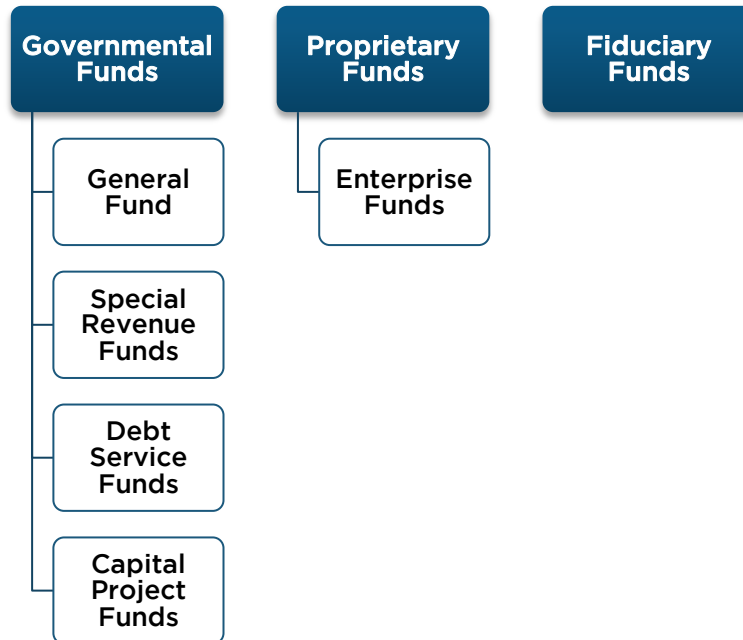 Governmental
Funds
Proprietary
Funds
Fiduciary
Funds
General
Fund
Enterprise
Funds
Special
Revenue
Funds
Debt
Service
Funds
Capital
Project
Funds